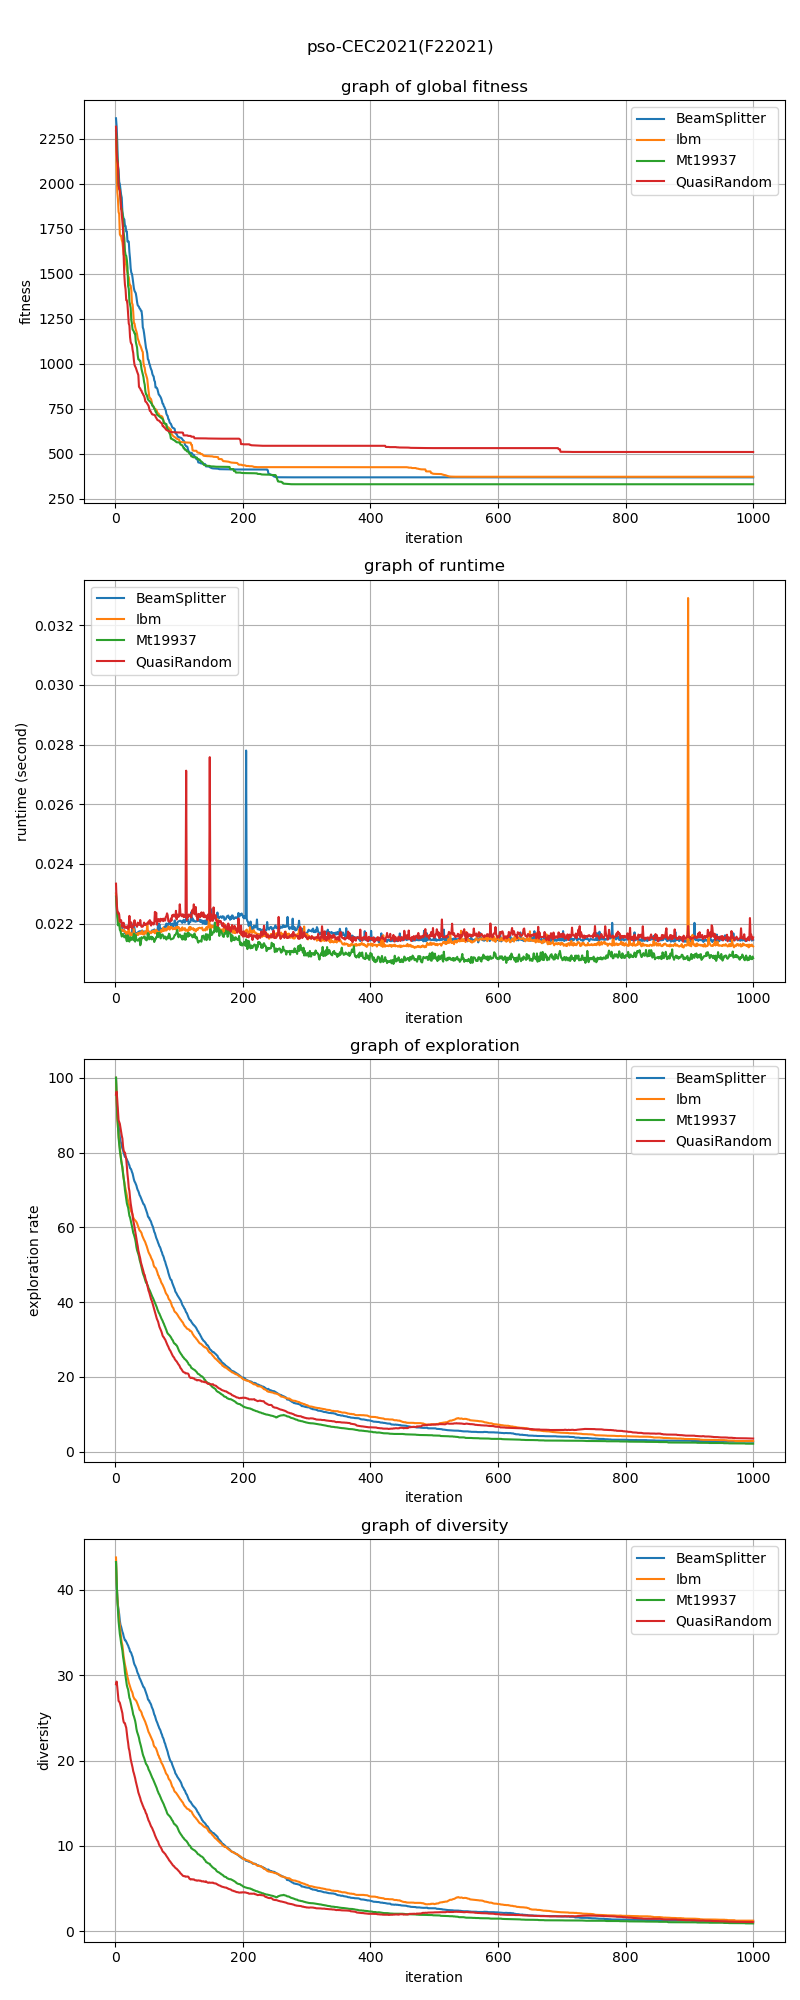 pso-CEC2021(F22021)
graph of global fitness
BeamSplitter
Ibm
Mt19937
QuasiRandom
fitness
2250
2000
1750
1500
1250
1000
750
500
250
0 200 400 600 800 1000
iteration
graph of runtime
BeamSplitter
Ibm
Mt19937
QuasiRandom
runtime (second)
0.032
0.030
0.028
0.026
0.024
0.022
0 200 400 600 800 1000
iteration
graph of exploration
BeamSplitter
Ibm
Mt19937
QuasiRandom
exploration rate
100
80
60
40
20
0
0 200 400 600 800 1000
iteration
graph of diversity
BeamSplitter
Ibm
Mt19937
QuasiRandom
diversity
40
30
20
10
0
0 200 400 600 800 1000
iteration